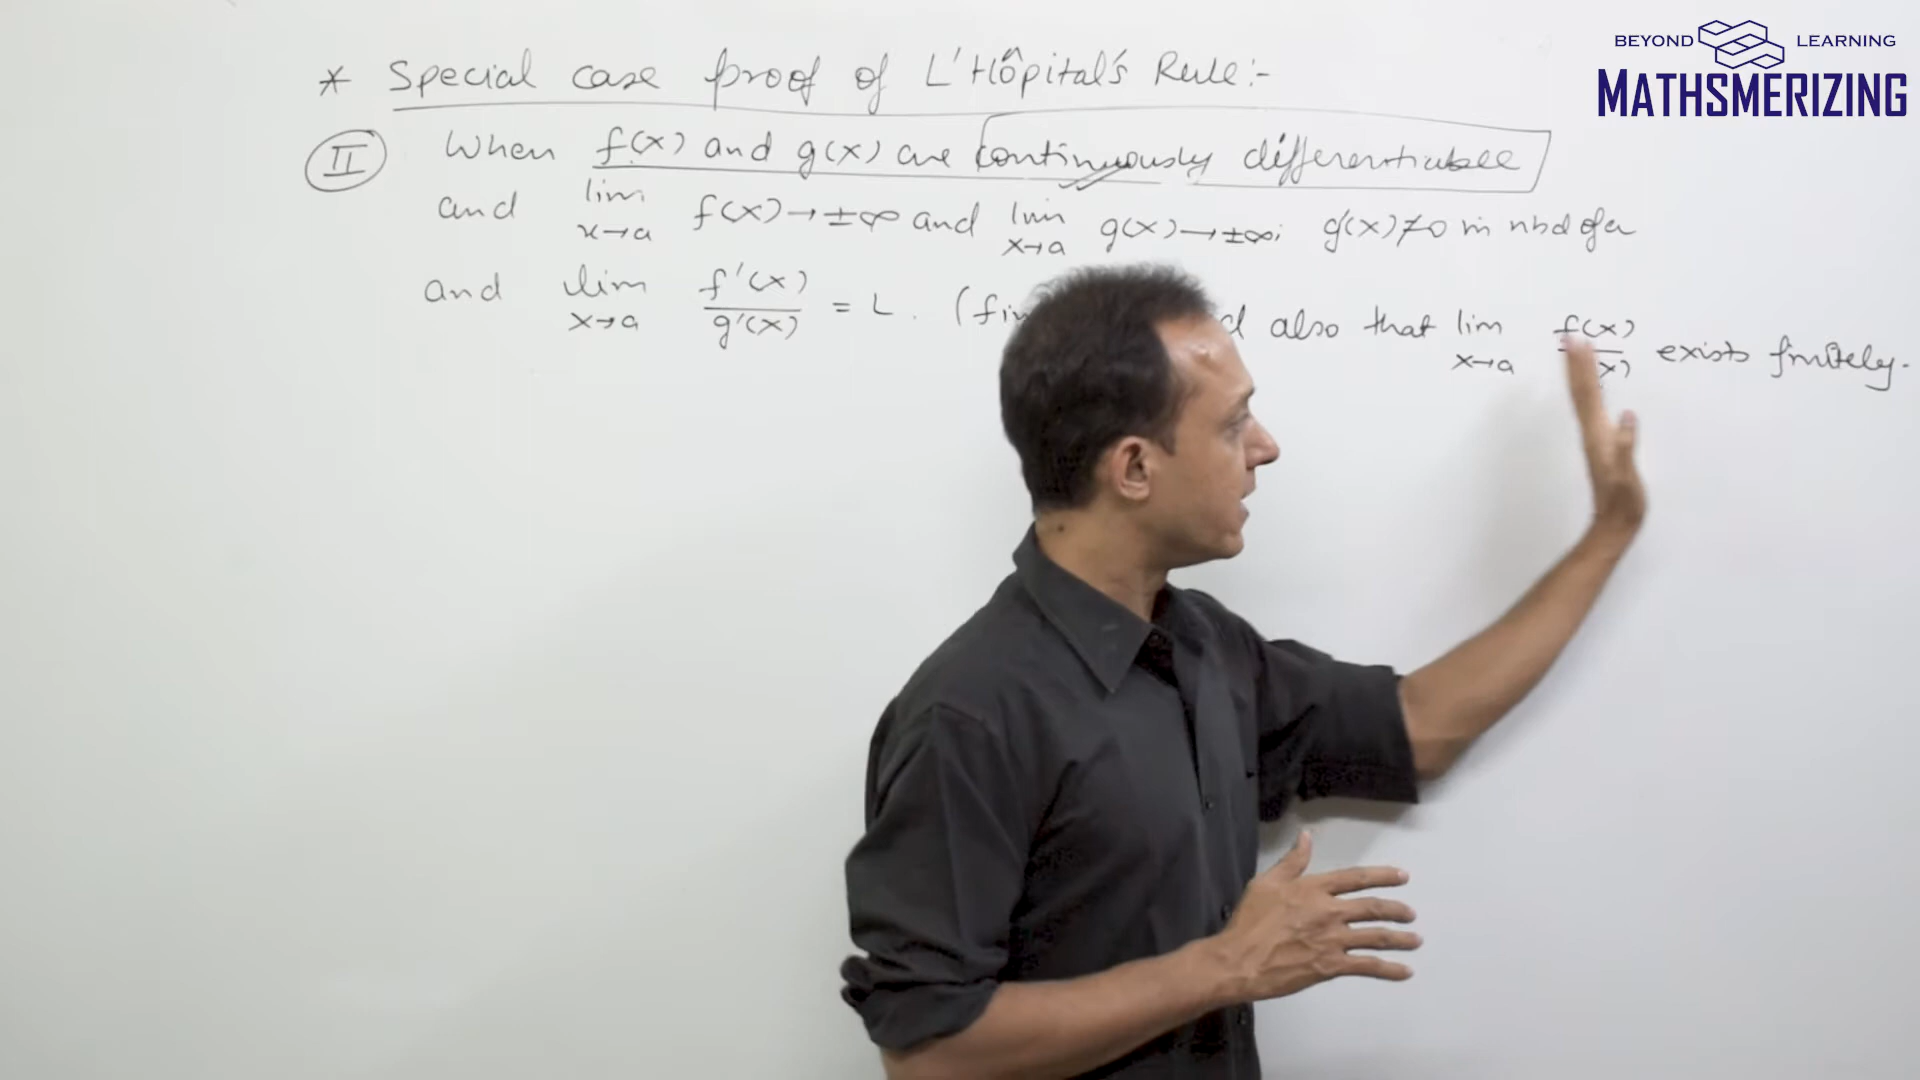 BEYOND LEARNING
MATHSMERIZING
* Special case proof of L'Hôpital's Rule:-
II When f(x) and g(x) are continuously differentiable
and lim x→a f(x)→±∞ and lim x→a g(x)→±∞; g'(x)≠0 in nbd of a
and lim x→a f'(x)/g'(x) = L. (fin also that lim x→a f(x)/ x) exists finitely.